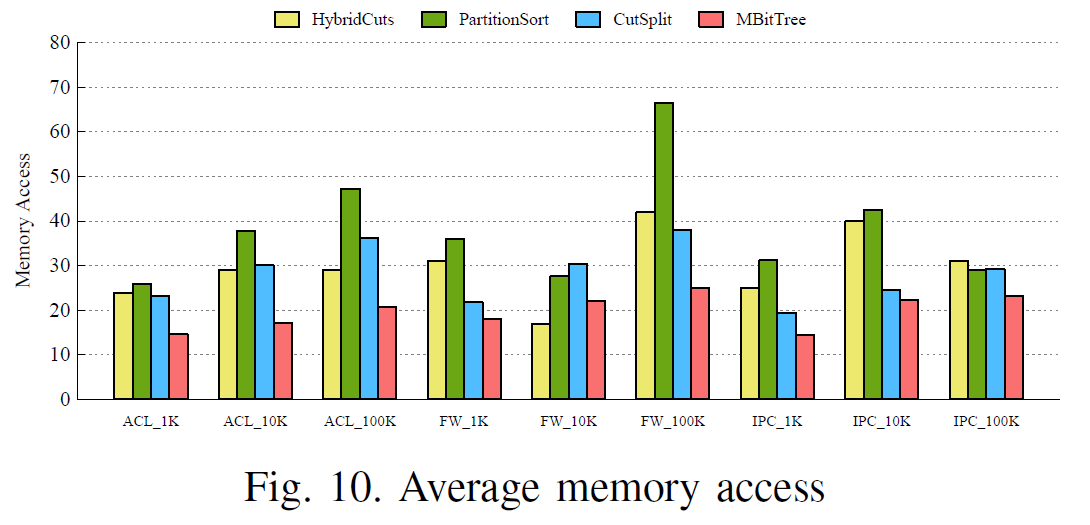 HybridCuts PartitionSort CutSplit MBitTree
80
70
60
50
40
30
20
10
0
Memory Access
ACL_1K ACL_10K ACL_100K FW_1K FW_10K FW_100K IPC_1K IPC_10K IPC_100K
Fig. 10. Average memory access